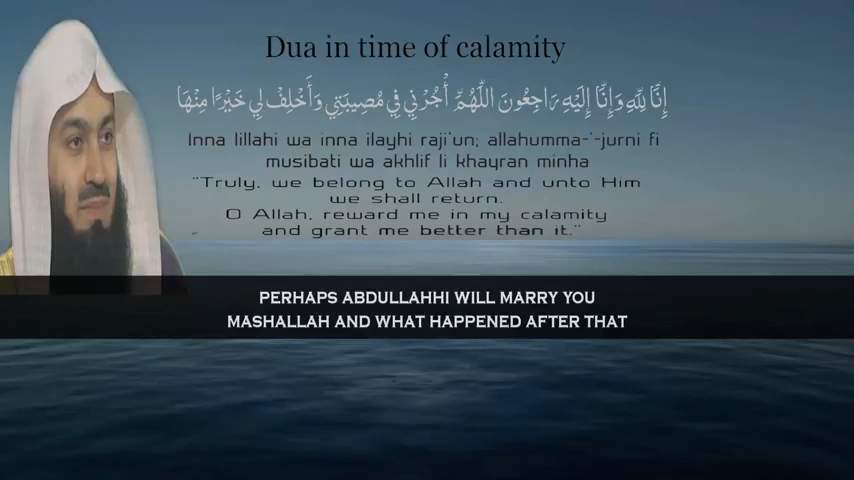 Dua in time of calamity
إِنَّا لِلَّهِ وَإِنَّا إِلَيْهِ رَاجِعُونَ اللَّهُمَّ أْجُرْنِي فِي مُصِيبَتِي وَأَخْلِفْ لِي خَيْرًا مِنْهَا
Inna lillahi wa inna ilayhi raji'un; allahumma-'-jurni fi
musibati wa akhlif li khayran minha
"Truly, we belong to Allah and unto Him
we shall return.
O Allah, reward me in my calamity
and grant me better than it."
PERHAPS ABDULLAHHI WILL MARRY YOU
MASHALLAH AND WHAT HAPPENED AFTER THAT